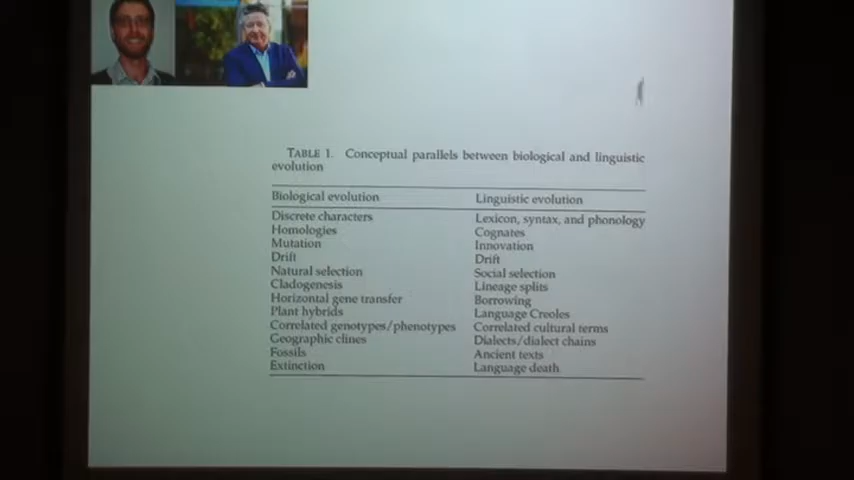 TABLE 1. Conceptual parallels between biological and linguistic
evolution
Biological evolution Linguistic evolution
Discrete characters Lexicon, syntax, and phonology
Homologies Cognates
Mutation Innovation
Drift Drift
Natural selection Social selection
Cladogenesis Lineage splits
Horizontal gene transfer Borrowing
Plant hybrids Language Creoles
Correlated genotypes/phenotypes Correlated cultural terms
Geographic clines Dialects/dialect chains
Fossils Ancient texts
Extinction Language death